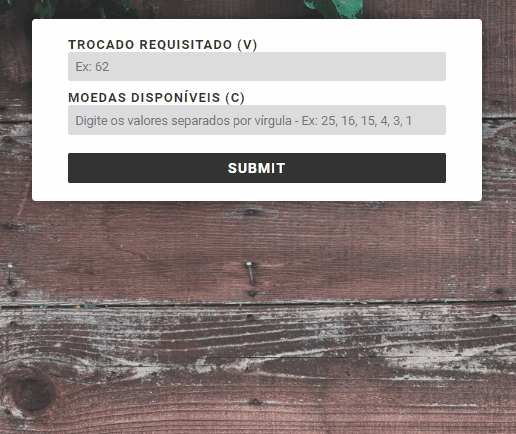 TROCADO REQUISITADO (V)
Ex: 62
MOEDAS DISPONÍVEIS (C)
Digite os valores separados por vírgula - Ex: 25, 16, 15, 4, 3, 1
SUBMIT